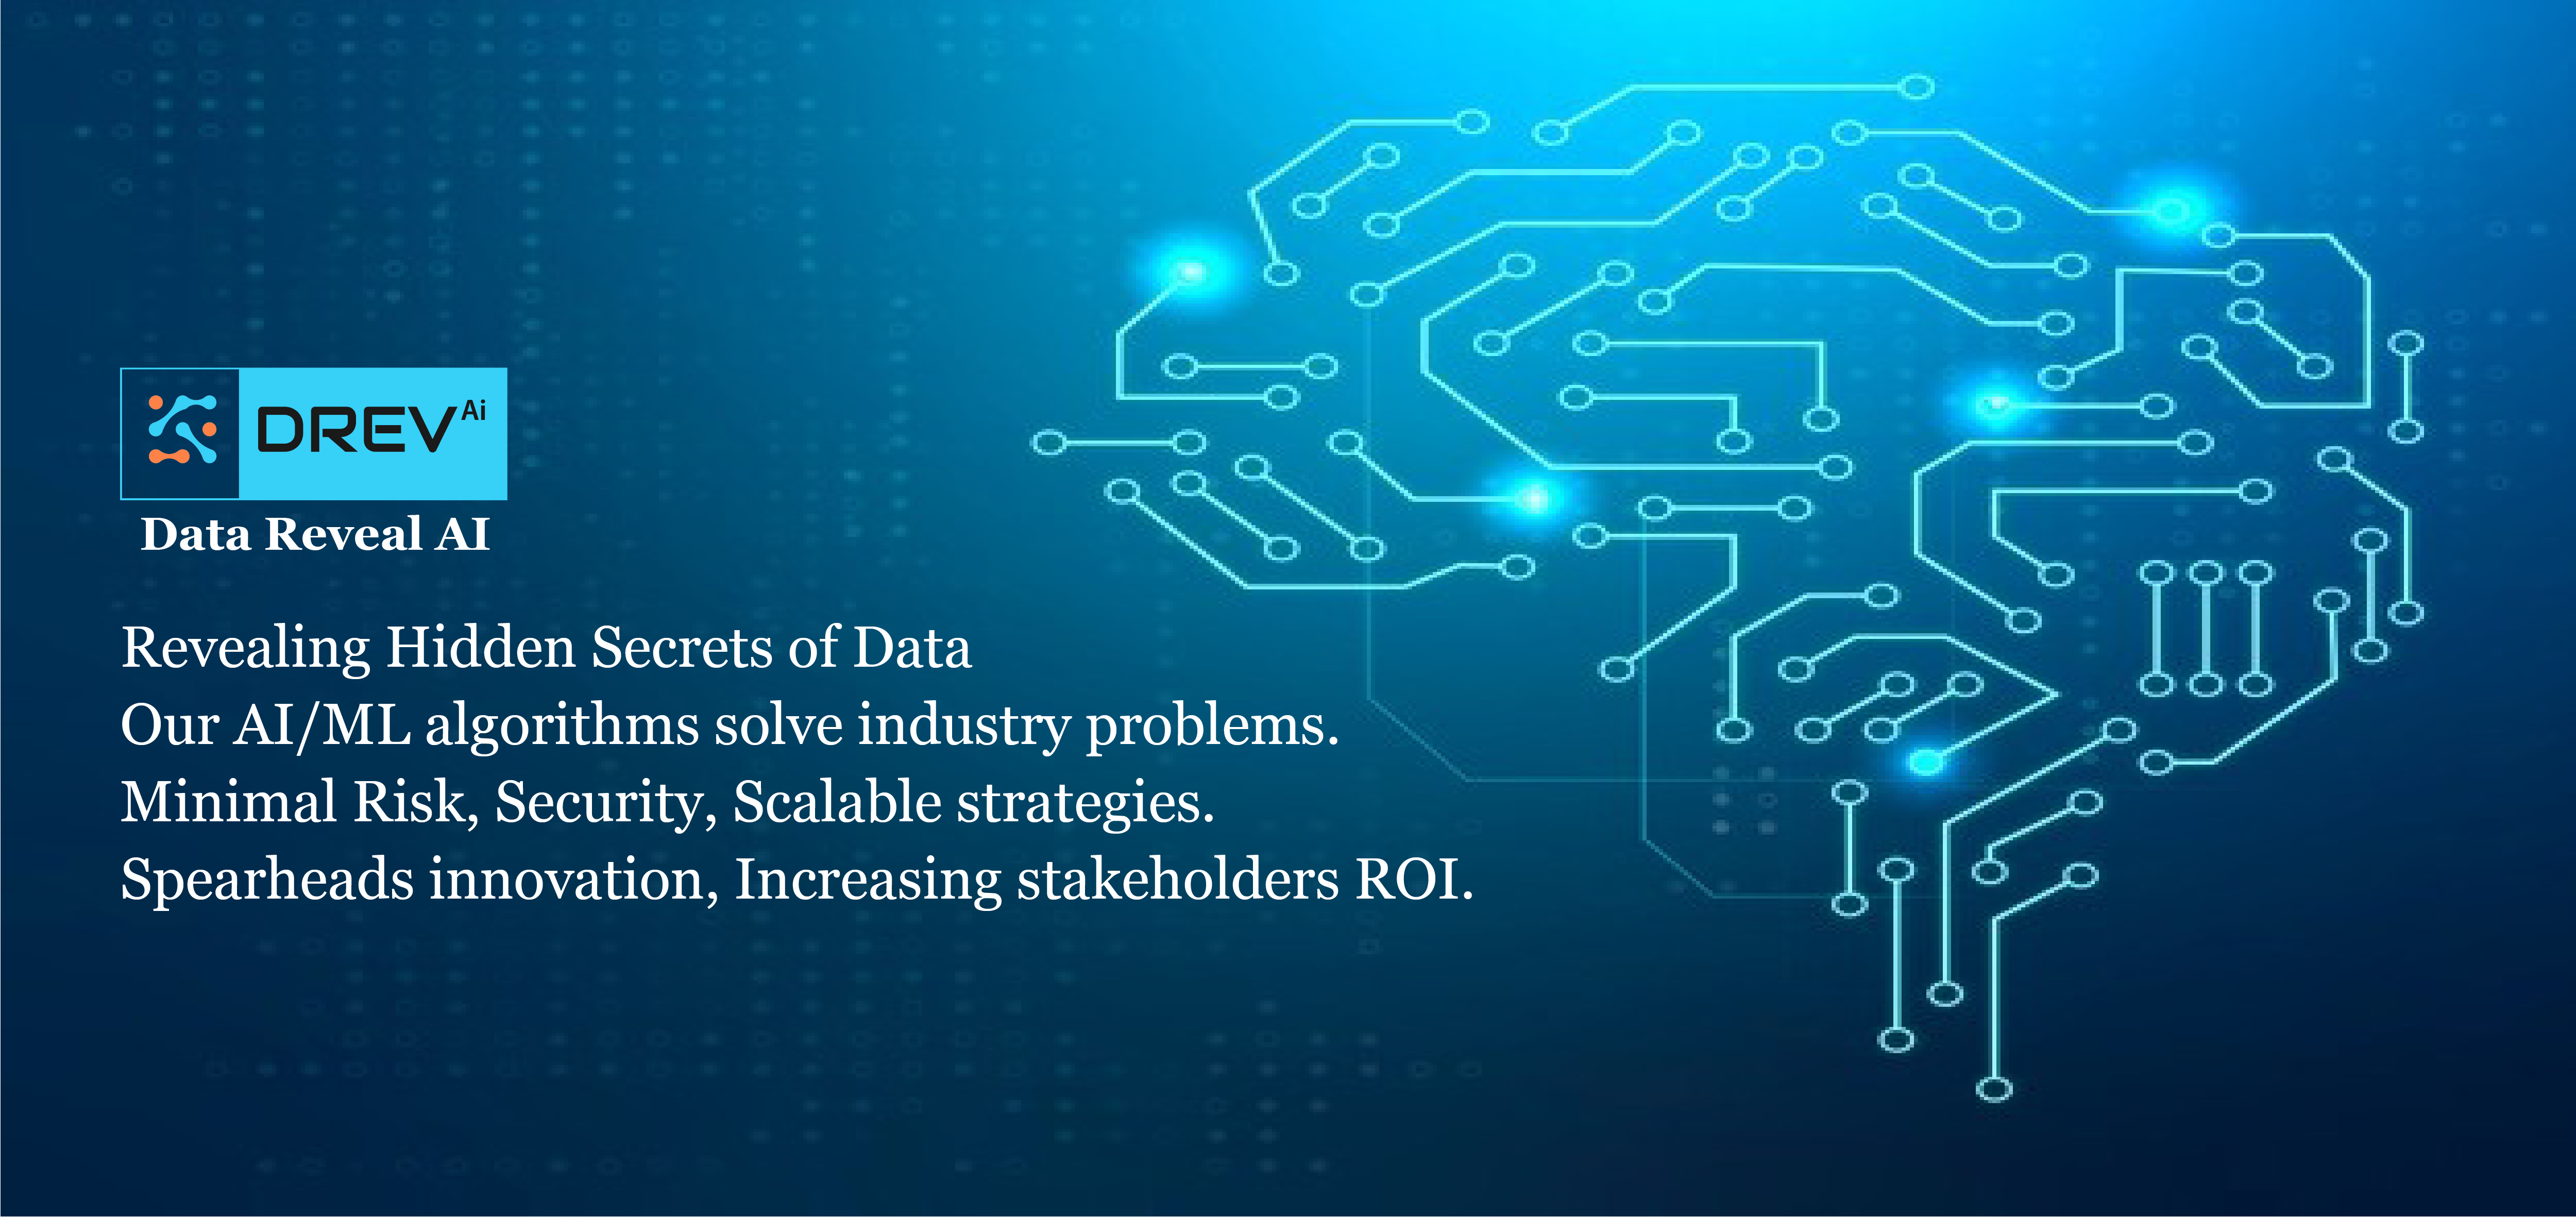 DREV Ai
Data Reveal AI
Revealing Hidden Secrets of Data
Our AI/ML algorithms solve industry problems.
Minimal Risk, Security, Scalable strategies.
Spearheads innovation, Increasing stakeholders ROI.